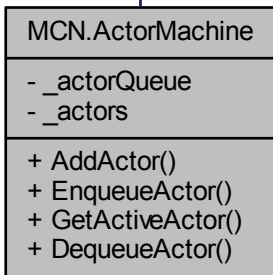 MCN.ActorMachine
- _actorQueue
- _actors
+ AddActor()
+ EnqueueActor()
+ GetActiveActor()
+ DequeueActor()